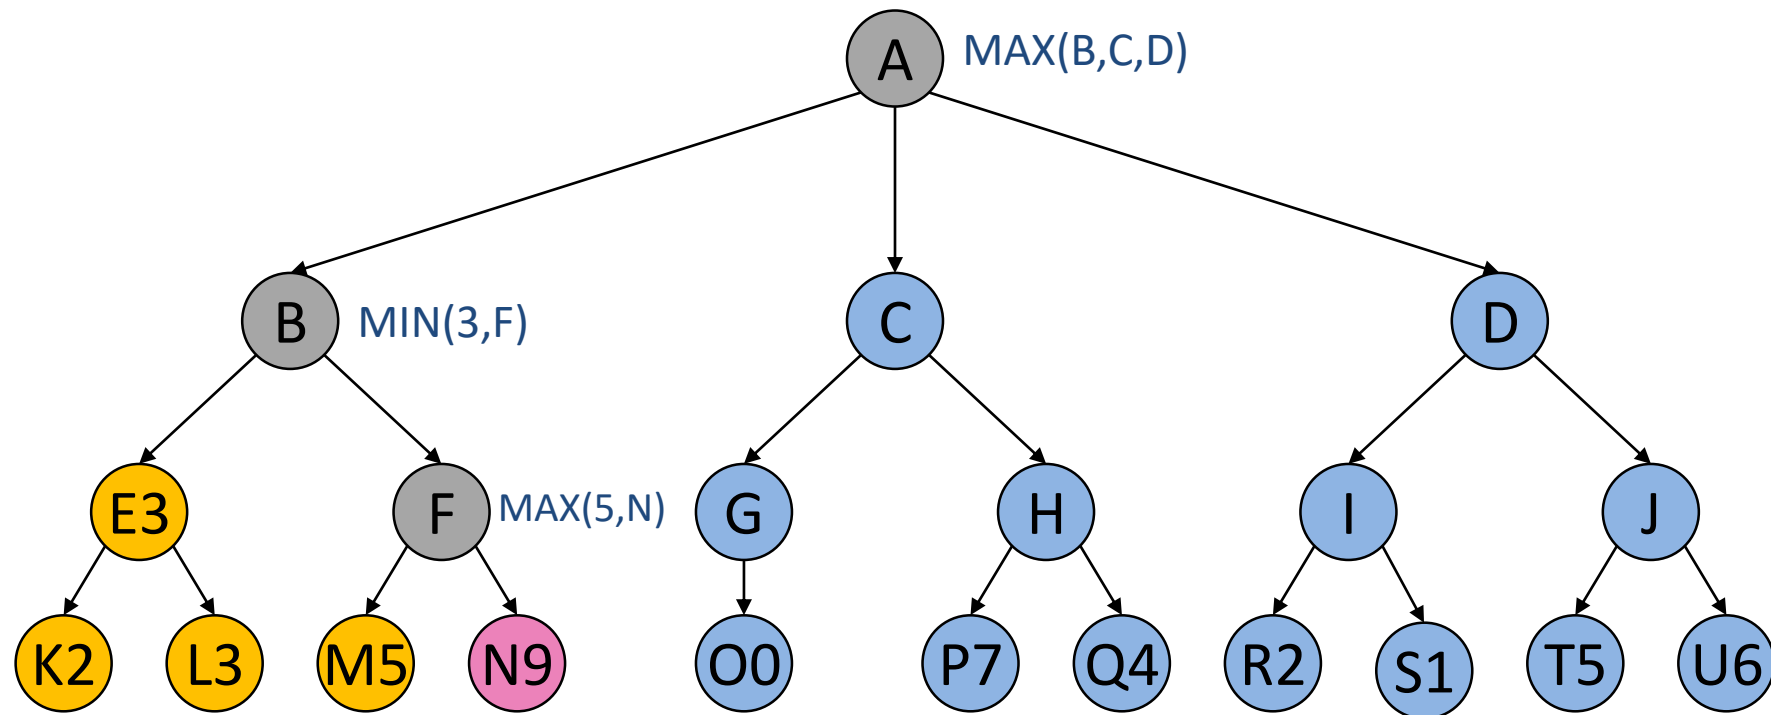 A MAX(B,C,D)
B MIN(3,F) C D
E3 F MAX(5,N) G H I J
K2 L3 M5 N9 O0 P7 Q4 R2 S1 T5 U6